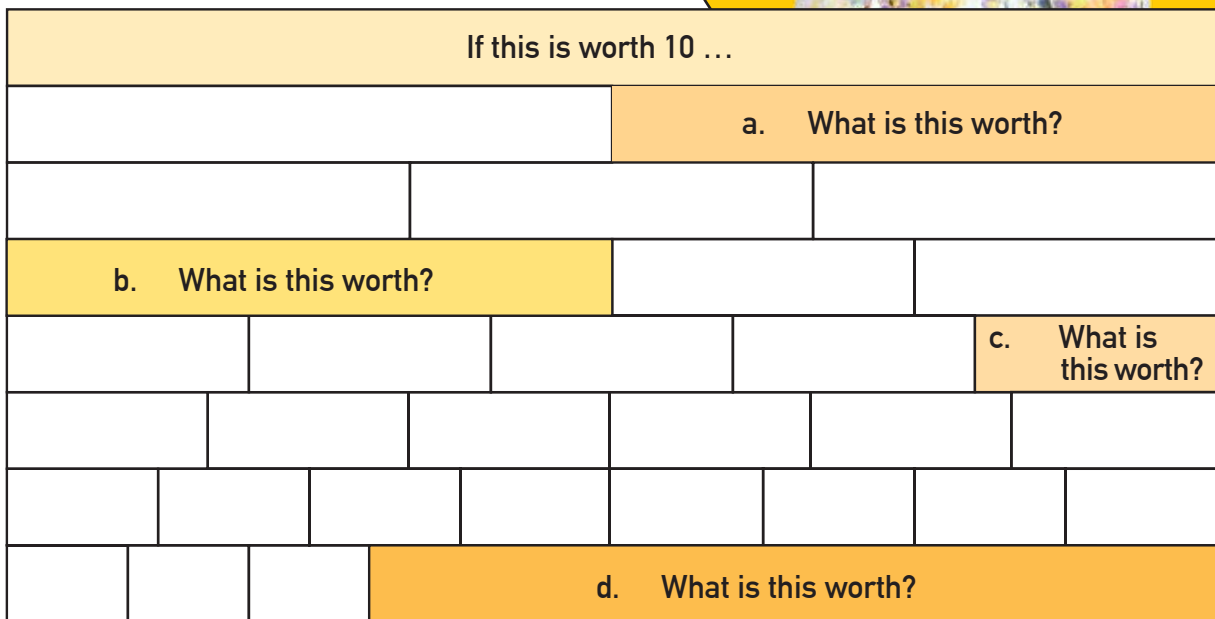 If this is worth 10 ...
a. What is this worth?
b. What is this worth?
c. What is
this worth?
d. What is this worth?